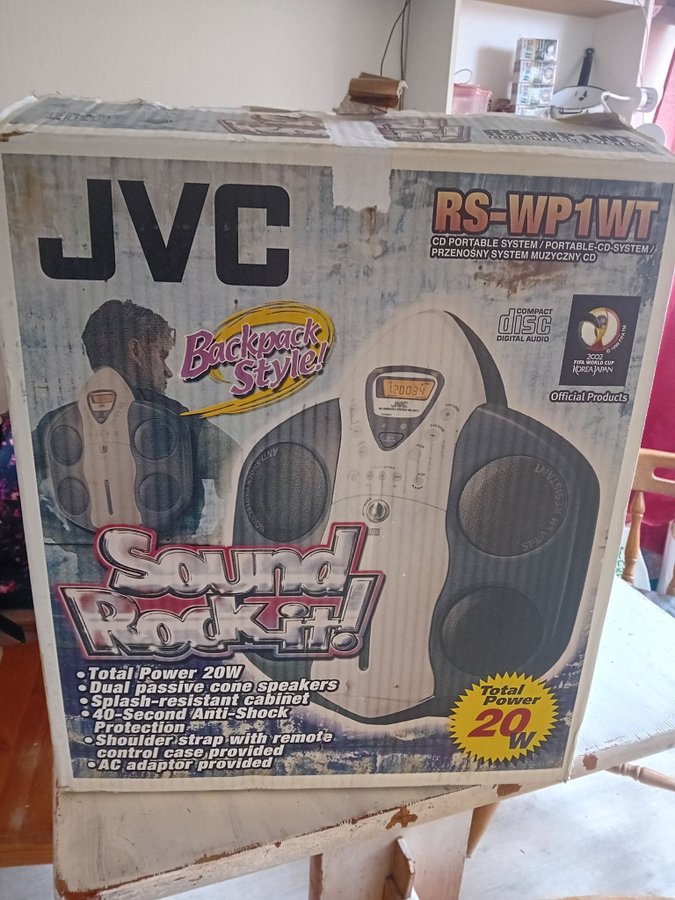 JVC
RS-WP1WT
CD PORTABLE SYSTEM / PORTABLE-CD-SYSTEM /
PRZENOŚNY SYSTEM MUZYCZNY CD
Backpack
Style!
COMPACT
disc
DIGITAL AUDIO
2002
FIFA WORLD CUP
KOREA JAPAN
Official Products
120034
JVC
Sound
Rock it!
• Total Power 20W
• Dual passive cone speakers
• Splash-resistant cabinet
• 40-Second Anti-Shock
Protection
• Shoulder strap with remote
control case provided
• AC adaptor provided
Total
Power
20W